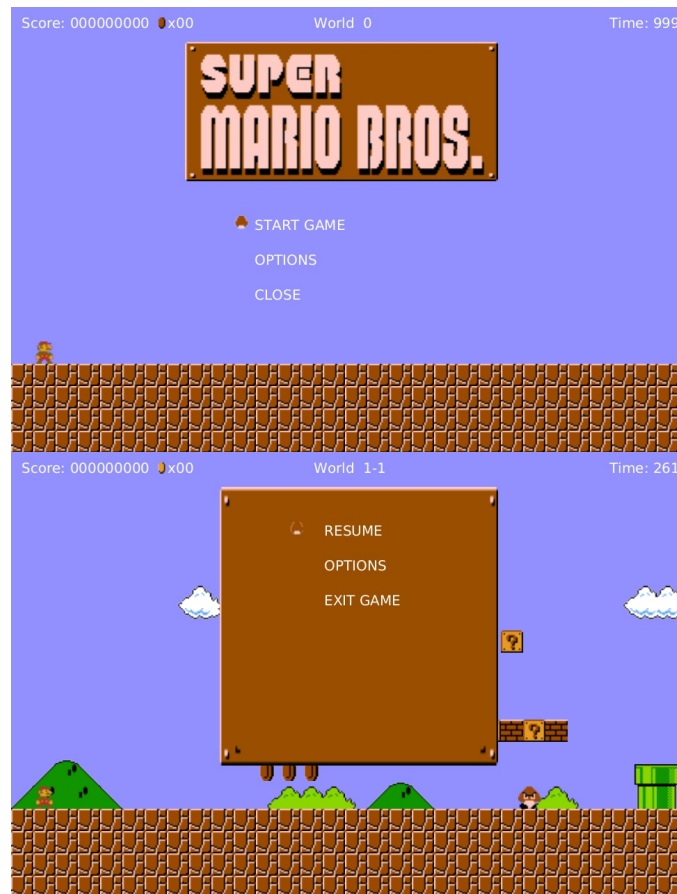 Score: 000000000 x00 World 0 Time: 999
SUPER
MARIO BROS.
START GAME
OPTIONS
CLOSE
Score: 000000000 x00 World 1-1 Time: 261
RESUME
OPTIONS
EXIT GAME
?
?